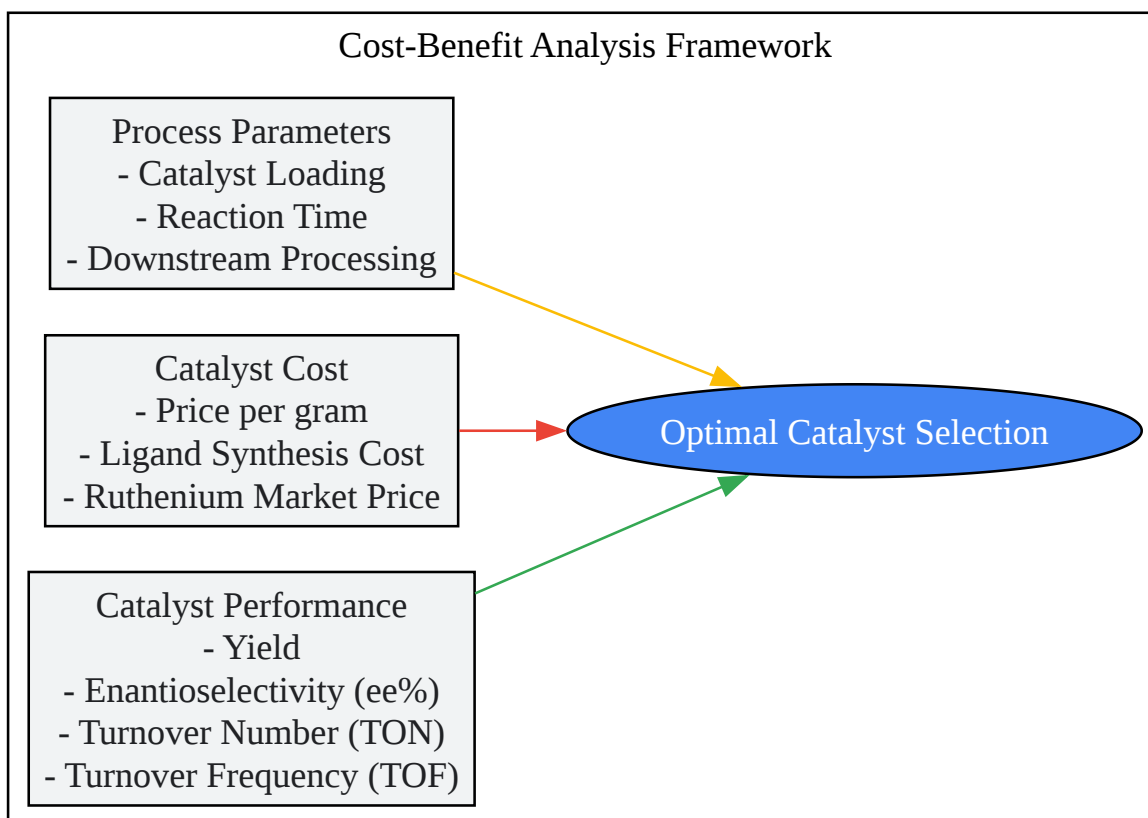 Cost-Benefit Analysis Framework
Process Parameters
- Catalyst Loading
- Reaction Time
- Downstream Processing
Catalyst Cost
- Price per gram
- Ligand Synthesis Cost
- Ruthenium Market Price
Catalyst Performance
- Yield
- Enantioselectivity (ee%)
- Turnover Number (TON)
- Turnover Frequency (TOF)
Optimal Catalyst Selection